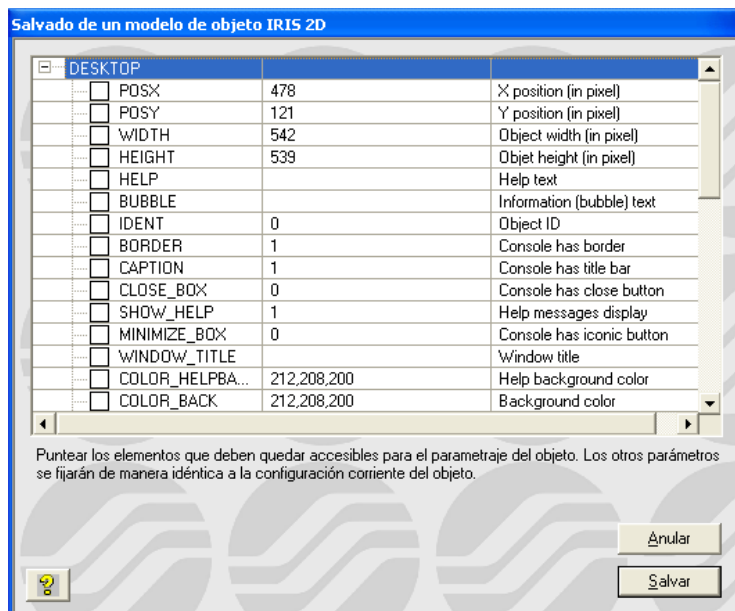 Salvado de un modelo de objeto IRIS 2D
DESKTOP
POSX 478 X position (in pixel)
POSY 121 Y position (in pixel)
WIDTH 542 Object width (in pixel)
HEIGHT 539 Objet height (in pixel)
HELP Help text
BUBBLE Information (bubble) text
IDENT 0 Object ID
BORDER 1 Console has border
CAPTION 1 Console has title bar
CLOSE_BOX 0 Console has close button
SHOW_HELP 1 Help messages display
MINIMIZE_BOX 0 Console has iconic button
WINDOW_TITLE Window title
COLOR_HELPBA... 212,208,200 Help background color
COLOR_BACK 212,208,200 Background color
Puntear los elementos que deben quedar accesibles para el parametraje del objeto. Los otros parámetros
se fijarán de manera idéntica a la configuración corriente del objeto.
Anular
Salvar